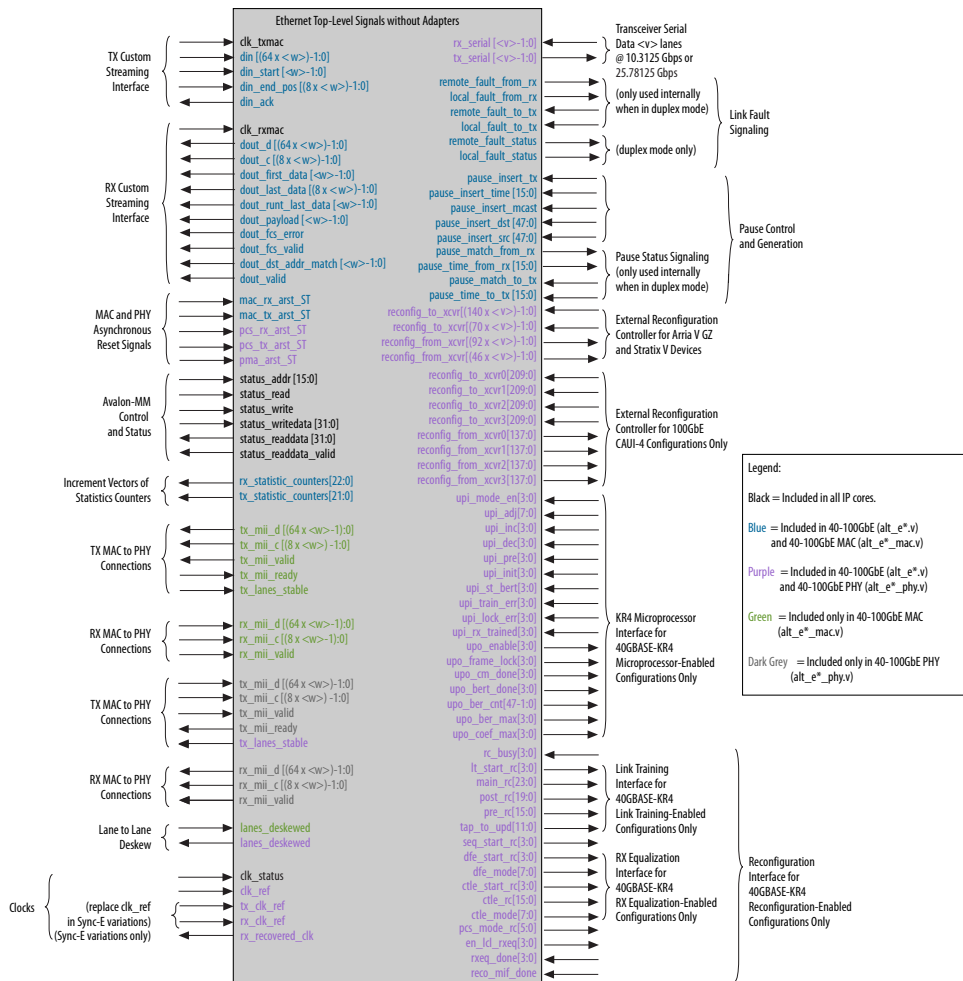 Ethernet Top-Level Signals without Adapters
TX Custom
Streaming
Interface
clk_txmac
din [(64 x <w>)-1:0]
din_start [<w>-1:0]
din_end_pos [(8 x <w>)-1:0]
din_ack
RX Custom
Streaming
Interface
clk_rxmac
dout_d [(64 x <w>)-1:0]
dout_c [(8 x <w>)-1:0]
dout_first_data [<w>-1:0]
dout_last_data [(8 x <w>)-1:0]
dout_runt_last_data [<w>-1:0]
dout_payload [<w>-1:0]
dout_fcs_error
dout_fcs_valid
dout_dst_addr_match [<w>-1:0]
dout_valid
MAC and PHY
Asynchronous
Reset Signals
mac_rx_arst_ST
mac_tx_arst_ST
pcs_rx_arst_ST
pcs_tx_arst_ST
pma_arst_ST
Avalon-MM
Control
and Status
status_addr [15:0]
status_read
status_write
status_writedata [31:0]
status_readdata [31:0]
status_readdata_valid
Increment Vectors of
Statistics Counters
rx_statistic_counters[22:0]
tx_statistic_counters[21:0]
TX MAC to PHY
Connections
tx_mii_d [(64 x <w>-1):0]
tx_mii_c [(8x <w>) -1:0]
tx_mii_valid
tx_mii_ready
tx_lanes_stable
RX MAC to PHY
Connections
rx_mii_d [(64 x <w>-1):0]
rx_mii_c [(8 x <w>-1):0]
rx_mii_valid
TX MAC to PHY
Connections
tx_mii_d [(64 x <w>)-1:0]
tx_mii_c [(8 x <w>) -1:0]
tx_mii_valid
tx_mii_ready
tx_lanes_stable
RX MAC to PHY
Connections
rx_mii_d [(64 x <w>)-1:0]
rx_mii_c [(8 x <w>)-1:0]
rx_mii_valid
Lane to Lane
Deskew
lanes_deskewed
lanes_deskewed
Clocks
(replace clk_ref
in Sync-E variations)
(Sync-E variations only)
clk_status
clk_ref
tx_clk_ref
rx_clk_ref
rx_recovered_clk
rx_serial [<v>-1:0]
tx_serial [<v>-1:0]
Transceiver Serial
Data <v> lanes
@ 10.3125 Gbps or
25.78125 Gbps
remote_fault_from_rx
local_fault_from_rx
remote_fault_to_tx
local_fault_to_tx
remote_fault_status
local_fault_status
(only used internally
when in duplex mode)
(duplex mode only)
Link Fault
Signaling
pause_insert_tx
pause_insert_time [15:0]
pause_insert_mcast
pause_insert_dst [47:0]
pause_insert_src [47:0]
pause_match_from_rx
pause_time_from_rx [15:0]
pause_match_to_tx
pause_time_to_tx [15:0]
Pause Status Signaling
(only used internally
when in duplex mode)
Pause Control
and Generation
reconfig_to_xcvr[(140 x <v>)-1:0]
reconfig_to_xcvr[(70 x <v>)-1:0]
reconfig_from_xcvr[(92 x <v>)-1:0]
reconfig_from_xcvr[(46 x <v>)-1:0]
External Reconfiguration
Controller for Arria V GZ
and Stratix V Devices
reconfig_to_xcvr0[209:0]
reconfig_to_xcvr1[209:0]
reconfig_to_xcvr2[209:0]
reconfig_to_xcvr3[209:0]
reconfig_from_xcvr0[137:0]
reconfig_from_xcvr1[137:0]
reconfig_from_xcvr2[137:0]
reconfig_from_xcvr3[137:0]
External Reconfiguration
Controller for 100GbE
CAUI-4 Configurations Only
upi_mode_en[3:0]
upi_adj[7:0]
upi_inc[3:0]
upi_dec[3:0]
upi_pre[3:0]
upi_init[3:0]
upi_st_bert[3:0]
upi_train_err[3:0]
upi_lock_err[3:0]
upi_rx_trained[3:0]
upo_enable[3:0]
upo_frame_lock[3:0]
upo_cm_done[3:0]
upo_bert_done[3:0]
upo_ber_cnt[47-1:0]
upo_ber_max[3:0]
upo_coef_max[3:0]
KR4 Microprocessor
Interface for
40GBASE-KR4
Microprocessor-Enabled
Configurations Only
rc_busy[3:0]
lt_start_rc[3:0]
main_rc[23:0]
post_rc[19:0]
pre_rc[15:0]
tap_to_upd[11:0]
seq_start_rc[3:0]
dfe_start_rc[3:0]
dfe_mode[7:0]
ctle_start_rc[3:0]
ctle_rc[15:0]
ctle_mode[7:0]
pcs_mode_rc[5:0]
en_lcl_rxeq[3:0]
rxeq_done[3:0]
reco_mif_done
Link Training
Interface for
40GBASE-KR4
Link Training-Enabled
Configurations Only
RX Equalization
Interface for
40GBASE-KR4
RX Equalization-Enabled
Configurations Only
Reconfiguration
Interface for
40GBASE-KR4
Reconfiguration-Enabled
Configurations Only
Legend:
Black = Included in all IP cores.
Blue = Included in 40-100GbE (alt_e*.v)
and 40-100GbE MAC (alt_e*_mac.v)
Purple = Included in 40-100GbE (alt_e*.v)
and 40-100GbE PHY (alt_e*_phy.v)
Green = Included only in 40-100GbE MAC
(alt_e*_mac.v)
Dark Grey = Included only in 40-100GbE PHY
(alt_e*_phy.v)